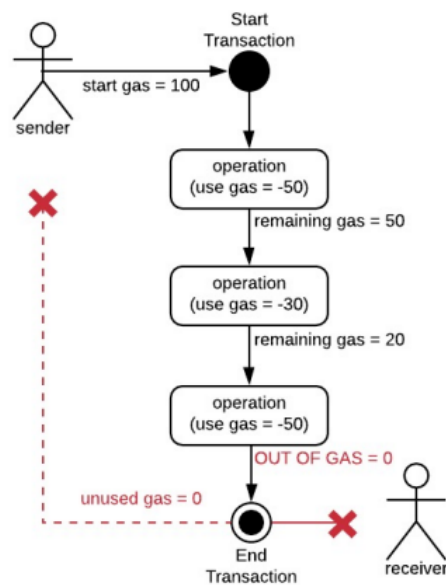 Start
Transaction
start gas = 100
sender
operation
(use gas = -50)
remaining gas = 50
operation
(use gas = -30)
remaining gas = 20
operation
(use gas = -50)
OUT OF GAS = 0
unused gas = 0
End
Transaction
receiver